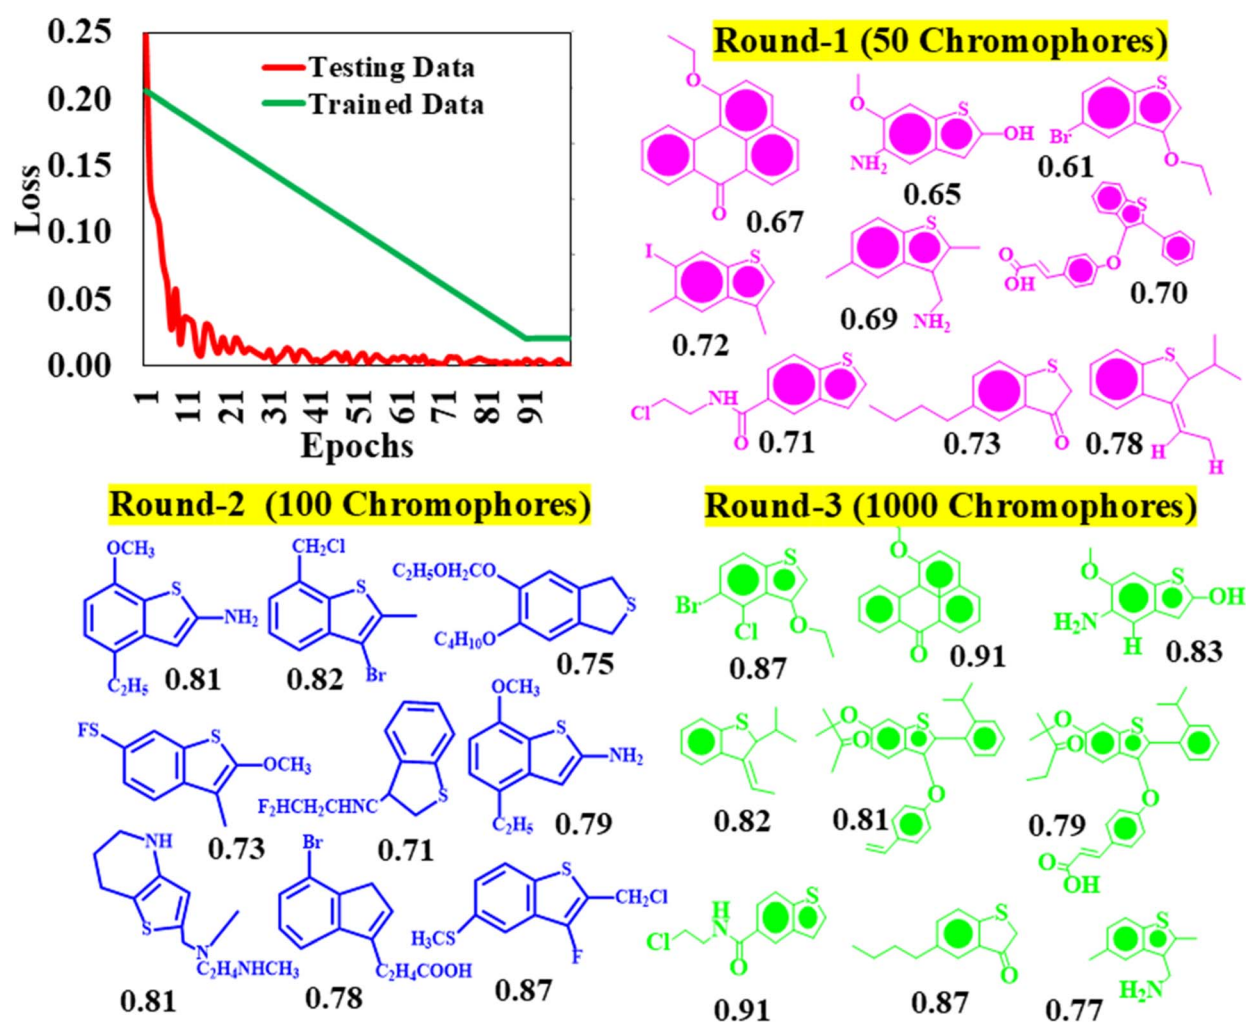 0.25
0.20
0.15
0.10
0.05
0.00
Loss
Testing Data
Trained Data
1
11
21
31
41
51
61
71
81
91
Epochs
Round-1 (50 Chromophores)
O
O
0.67
O
NH2
S
OH
0.65
Br
S
O
0.61
I
S
0.72
S
NH2
0.69
S
O
O
OH
0.70
Cl
NH
O
S
0.71
S
O
0.73
S
H
H
0.78
Round-2 (100 Chromophores)
OCH3
S
NH2
C2H5
0.81
CH2Cl
S
Br
0.82
C2H5OH2CO
C4H10O
S
0.75
FS
S
OCH3
0.73
F2HCH2CHNC
S
0.71
OCH3
S
NH2
C2H5
0.79
NH
S
N
C2H4NHCH3
0.81
Br
C2H4COOH
0.78
S
CH2Cl
H3CS
F
0.87
Round-3 (1000 Chromophores)
S
Br
Cl
O
0.87
O
O
0.91
O
H2N
H
S
OH
0.83
S
0.82
O
O
S
O
0.81
O
O
S
O
O
OH
0.79
Cl
H
N
O
S
0.91
S
O
0.87
S
H2N
0.77